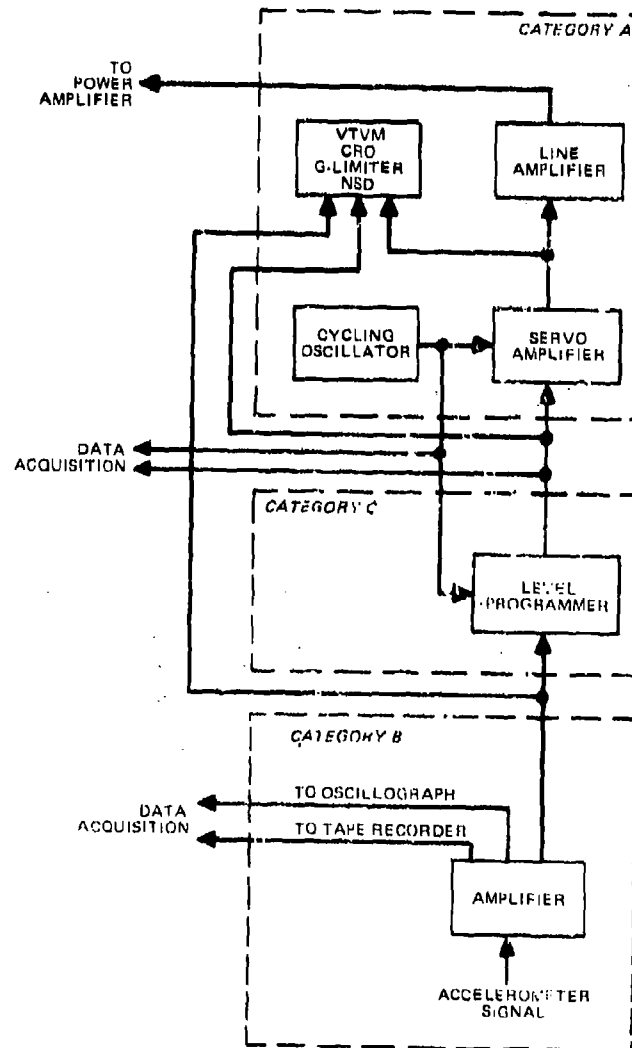 CATEGORY A
TO
POWER
AMPLIFIER
VTVM
CRO
G-LIMITER
NSD
LINE
AMPLIFIER
CYCLING
OSCILLATOR
SERVO
AMPLIFIER
DATA
ACQUISITION
CATEGORY C
LEVEL
PROGRAMMER
CATEGORY B
TO OSCILLOGRAPH
DATA
ACQUISITION
TO TAPE RECORDER
AMPLIFIER
ACCELEROMETER
SIGNAL